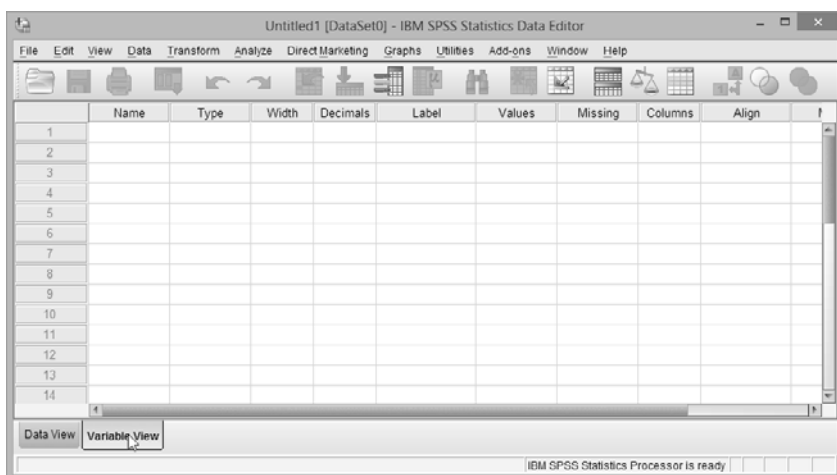 Untitled1 [DataSet0] - IBM SPSS Statistics Data Editor
File Edit View Data Transform Analyze Direct Marketing Graphs Utilities Add-ons Window Help
Name Type Width Decimals Label Values Missing Columns Align
1
2
3
4
5
6
7
8
9
10
11
12
13
14
Data View Variable View
IBM SPSS Statistics Processor is ready